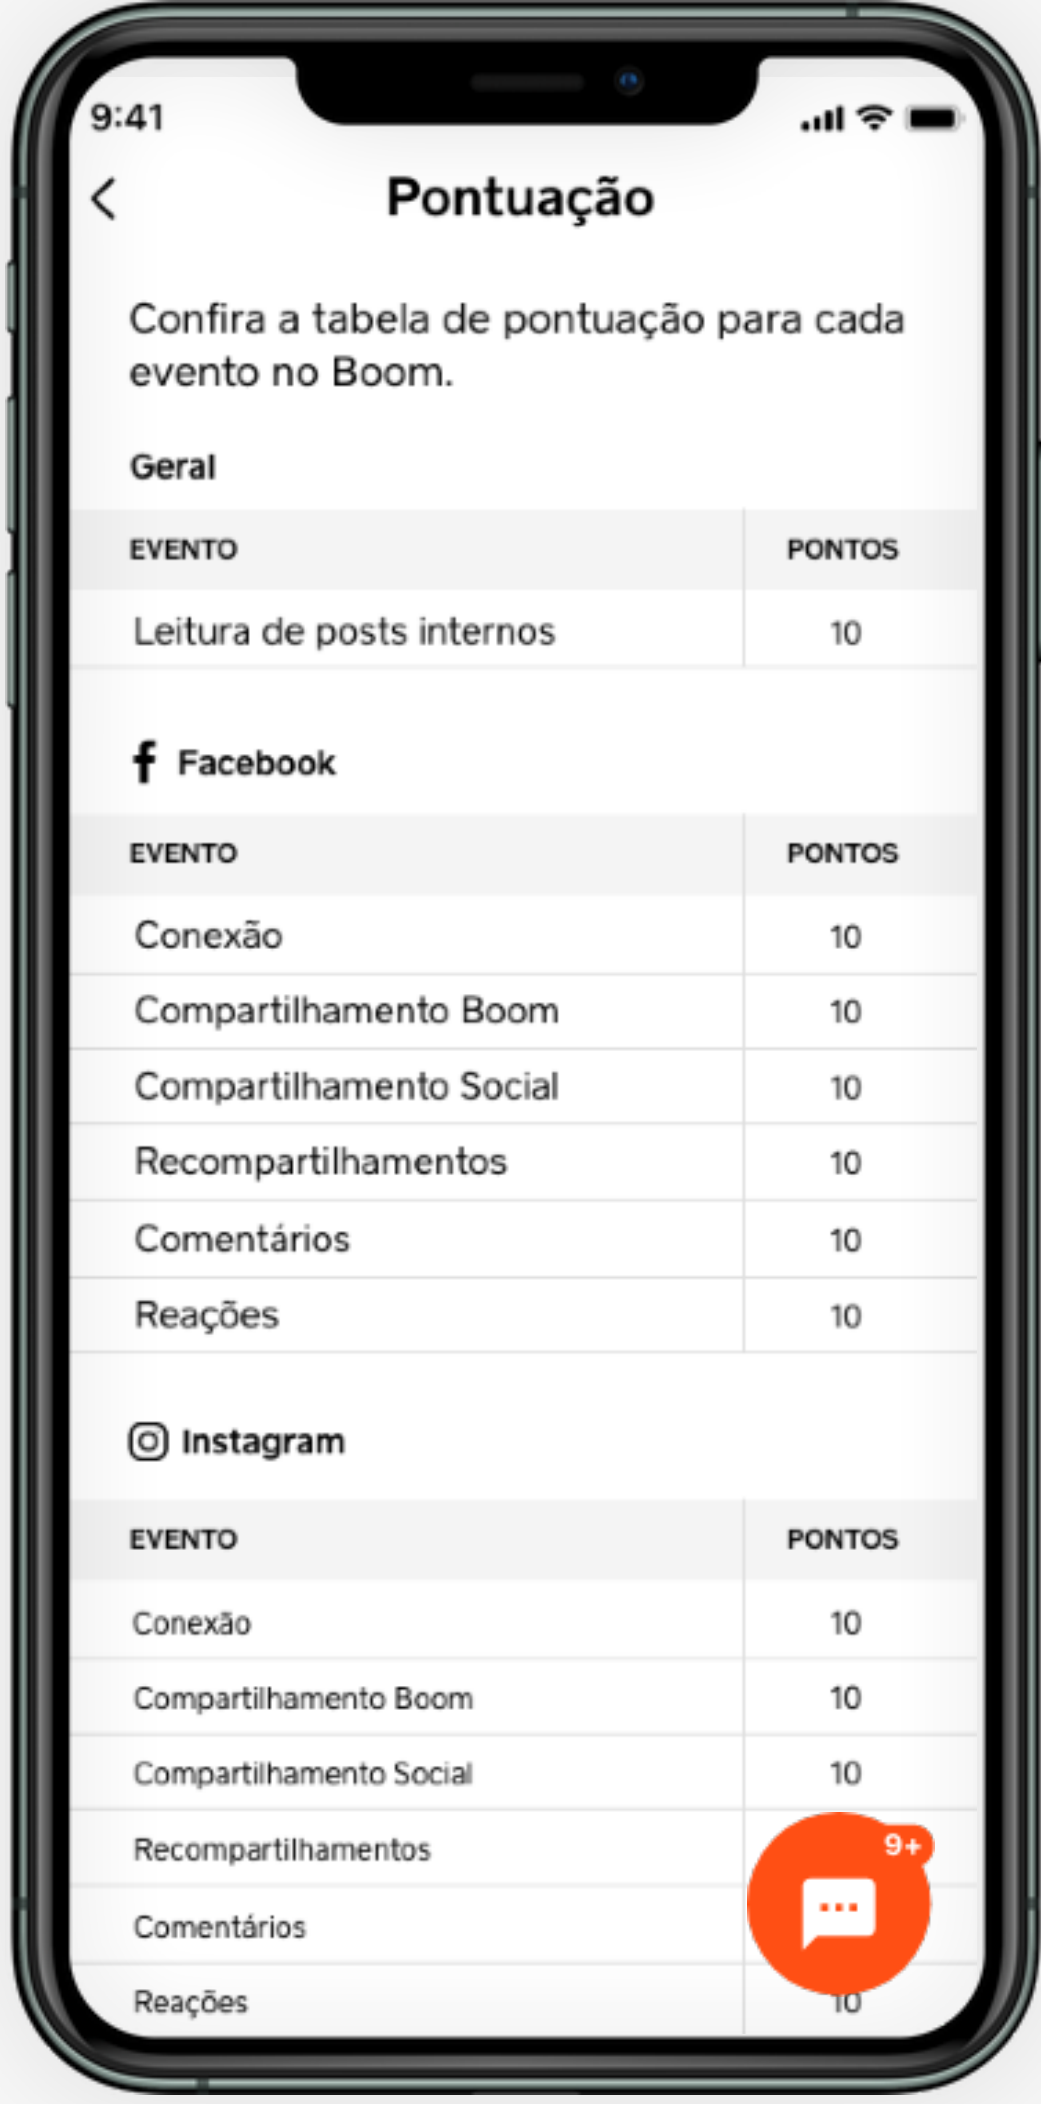 9:41
Pontuação
Confira a tabela de pontuação para cada
evento no Boom.
Geral
EVENTO PONTOS
Leitura de posts internos 10
Facebook
EVENTO PONTOS
Conexão 10
Compartilhamento Boom 10
Compartilhamento Social 10
Recompartilhamentos 10
Comentários 10
Reações 10
Instagram
EVENTO PONTOS
Conexão 10
Compartilhamento Boom 10
Compartilhamento Social 10
Recompartilhamentos
9+
Comentários
Reações 10